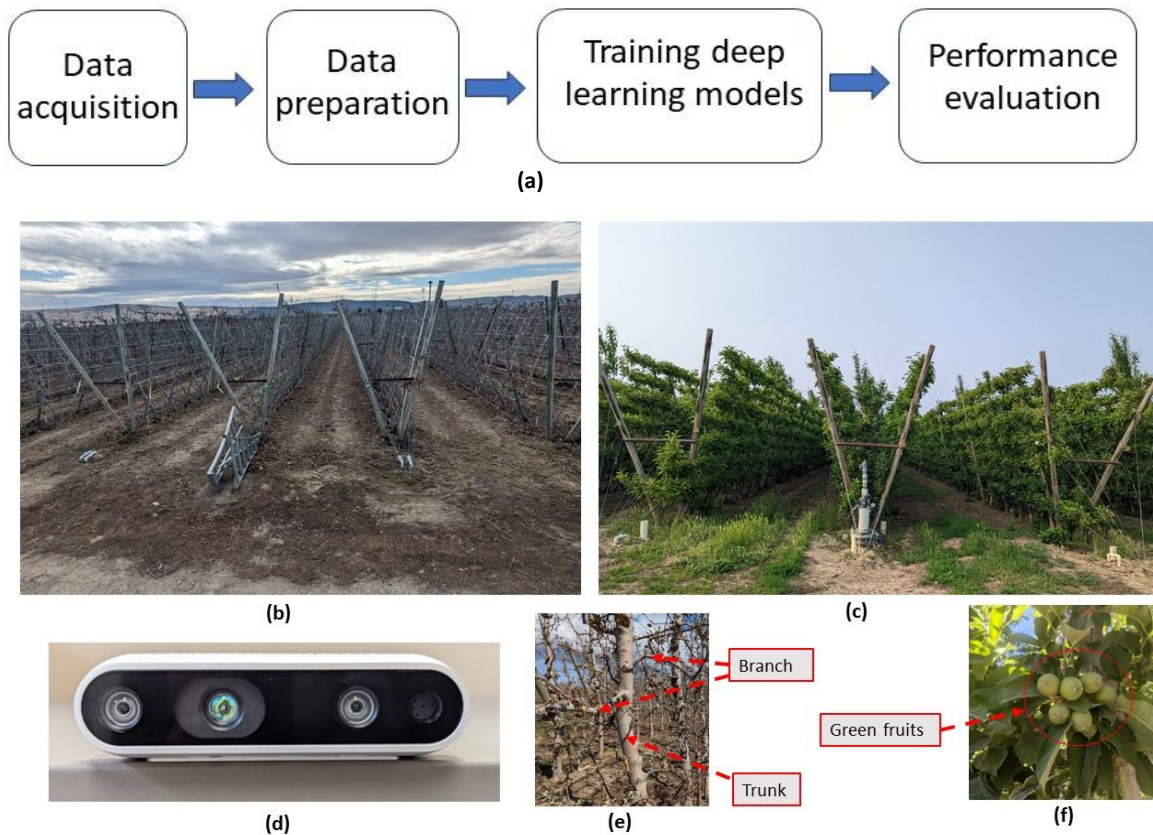 Data
acquisition
Data
preparation
Training deep
learning models
Performance
evaluation
(a)
(b)
(c)
Branch
Green fruits
Trunk
(d)
(e)
(f)